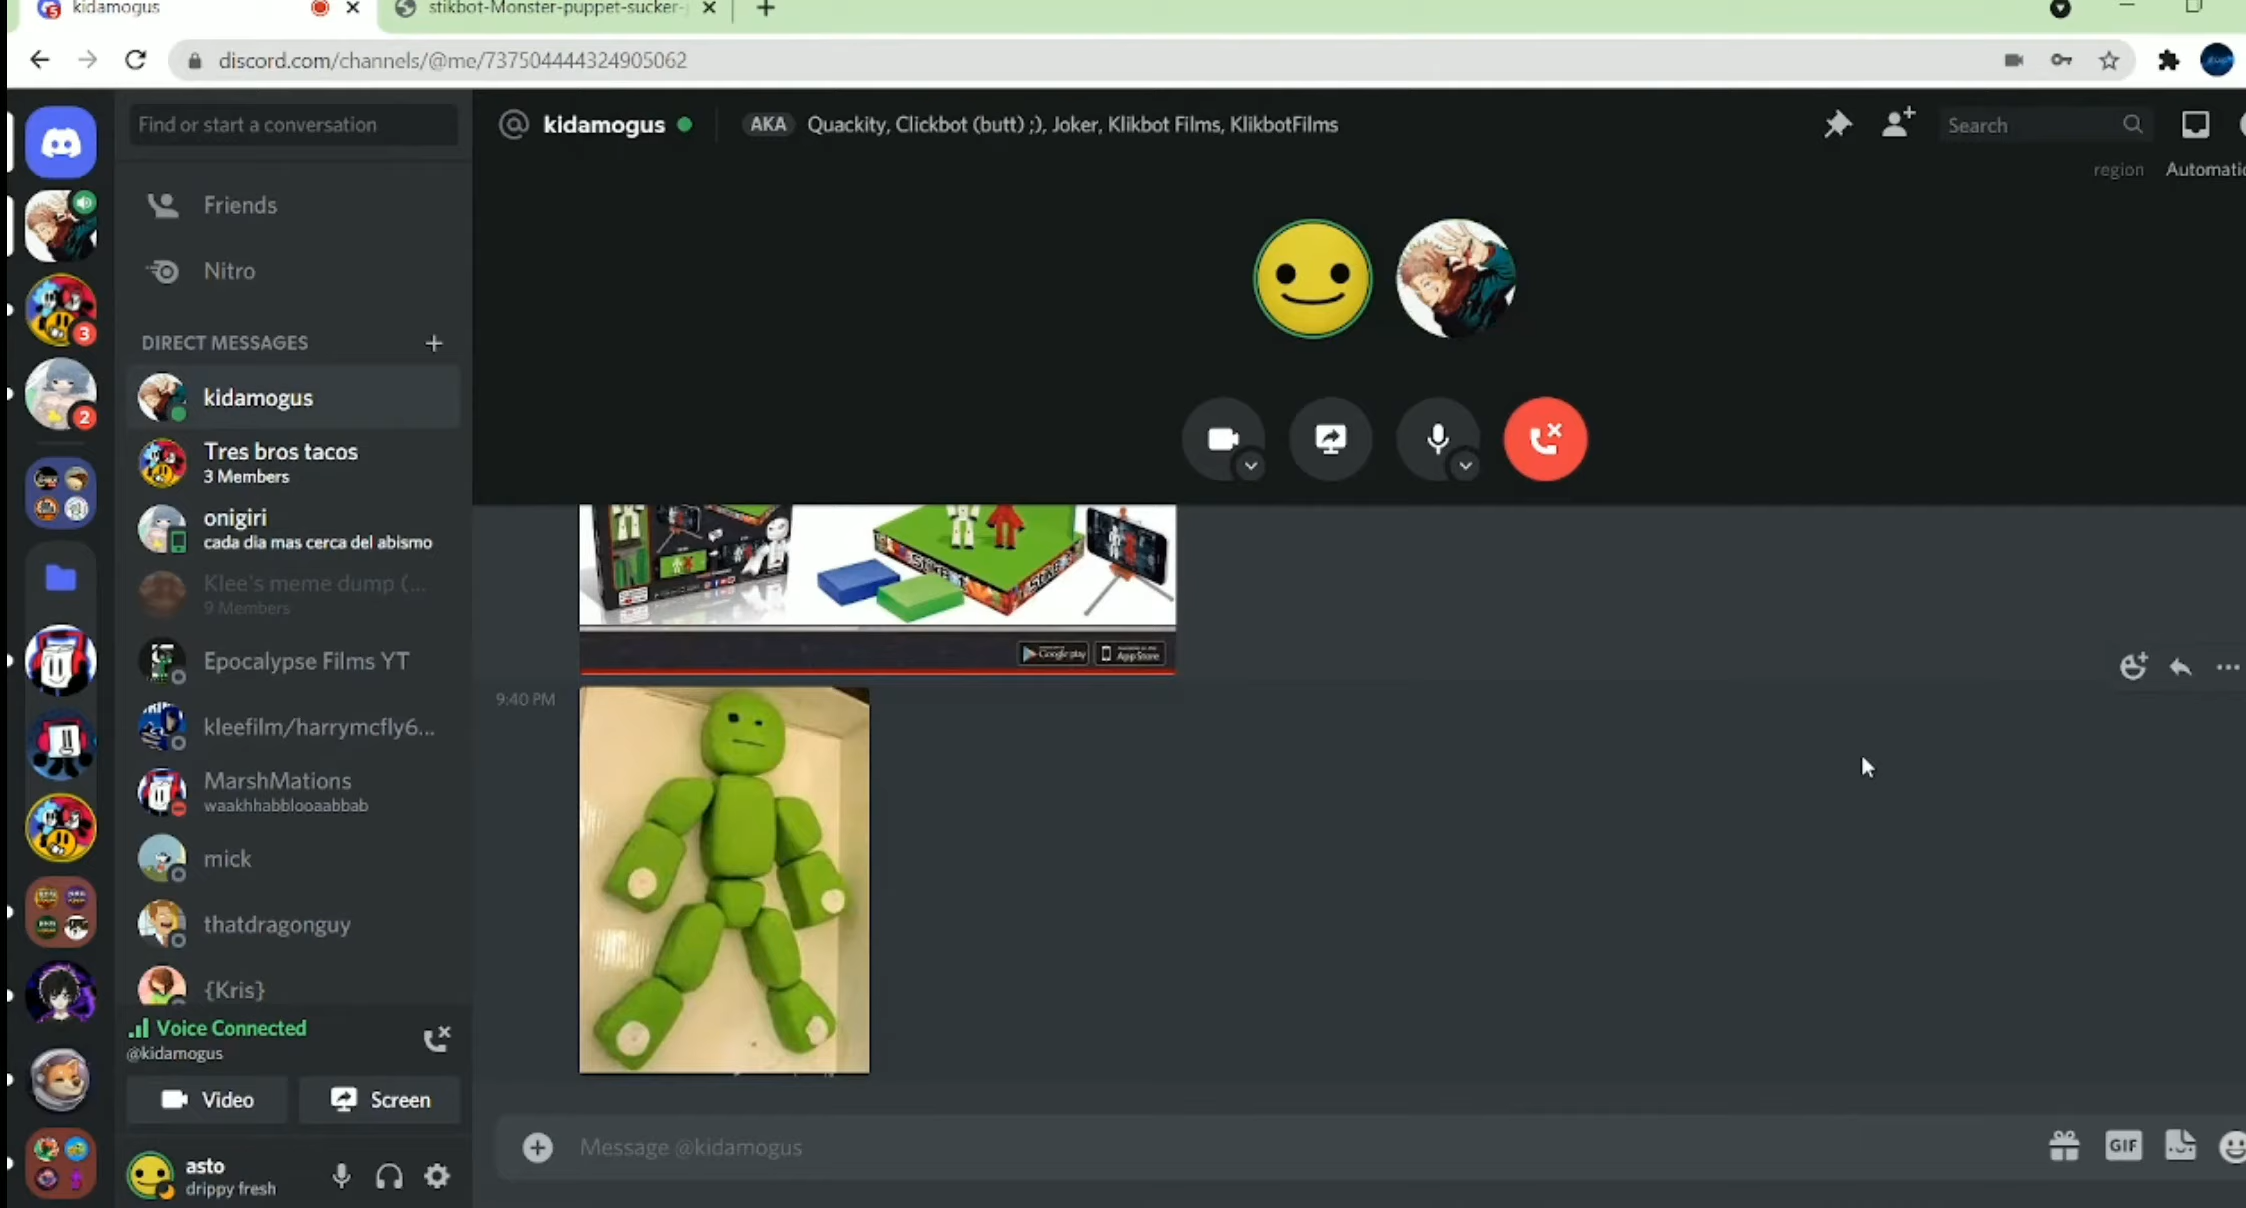 kidamogus
stikbot-Monster-puppet-sucker-
discord.com/channels/@me/737504444324905062
Find or start a conversation
kidamogus
AKA
Quackity, Clickbot (butt) ;), Joker, Klikbot Films, KlikbotFilms
Search
region
Automatic
Friends
Nitro
DIRECT MESSAGES
kidamogus
Tres bros tacos
3 Members
onigiri
cada dia mas cerca del abismo
Klee's meme dump (...
9 Members
Epocalypse Films YT
kleefilm/harrymcfly6...
MarshMations
waakhhabblooaabbab
mick
thatdragonguy
{Kris}
3
2
Google play
App Store
9:40 PM
Voice Connected
@kidamogus
Video
Screen
asto
drippy fresh
Message @kidamogus
GIF